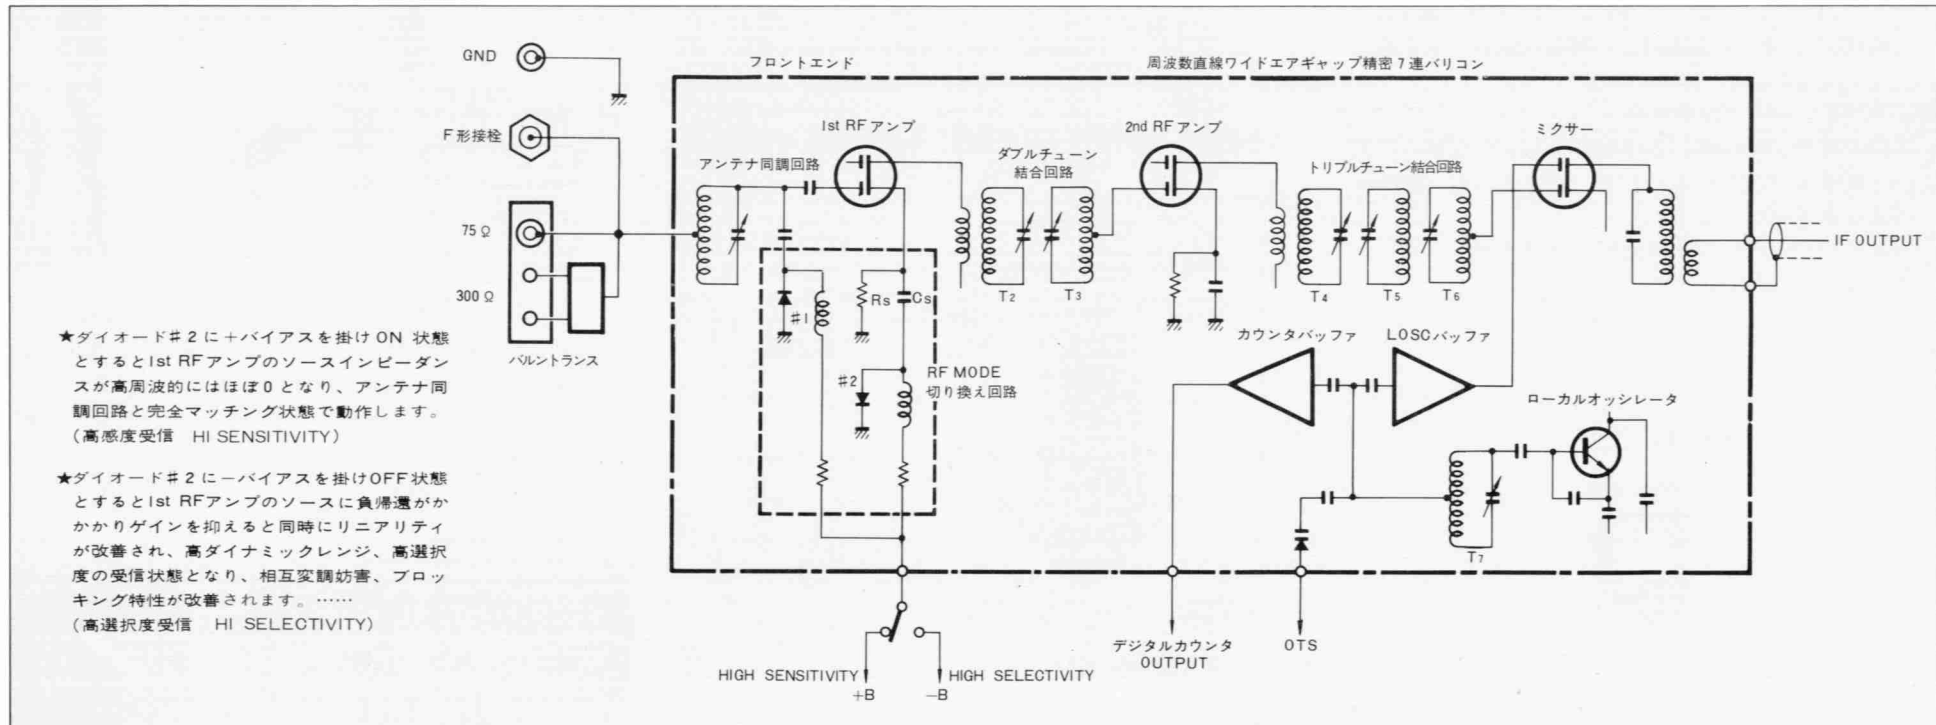 GND
F形接栓
75Ω
300Ω
バルントランス
★ダイオード#2に+バイアスを掛けON 状態
とすると1st RFアンプのソースインピーダン
スが高周波的にはほぼ0となり、アンテナ同
調回路と完全マッチング状態で動作します。
(高感度受信 HI SENSITIVITY)
★ダイオード#2に-バイアスを掛けOFF状態
とすると1st RFアンプのソースに負帰還がか
かかりゲインを抑えると同時にリニアリティ
が改善され、高ダイナミックレンジ、高選択
度の受信状態となり、相互変調妨害、ブロッ
キング特性が改善されます。……
(高選択度受信 HI SELECTIVITY)
フロントエンド
周波数直線ワイドエアギャップ精密7連バリコン
1st RFアンプ
アンテナ同調回路
ダブルチューン
結合回路
2nd RFアンプ
トリプルチューン結合回路
ミクサー
IF OUTPUT
T2
T3
T4
T5
T6
#1
Rs
Cs
#2
RF MODE
切り換え回路
カウンタバッファ
LOSCバッファ
ローカルオッシレータ
T7
デジタルカウンタ
OUTPUT
OTS
HIGH SENSITIVITY
+B
HIGH SELECTIVITY
-B